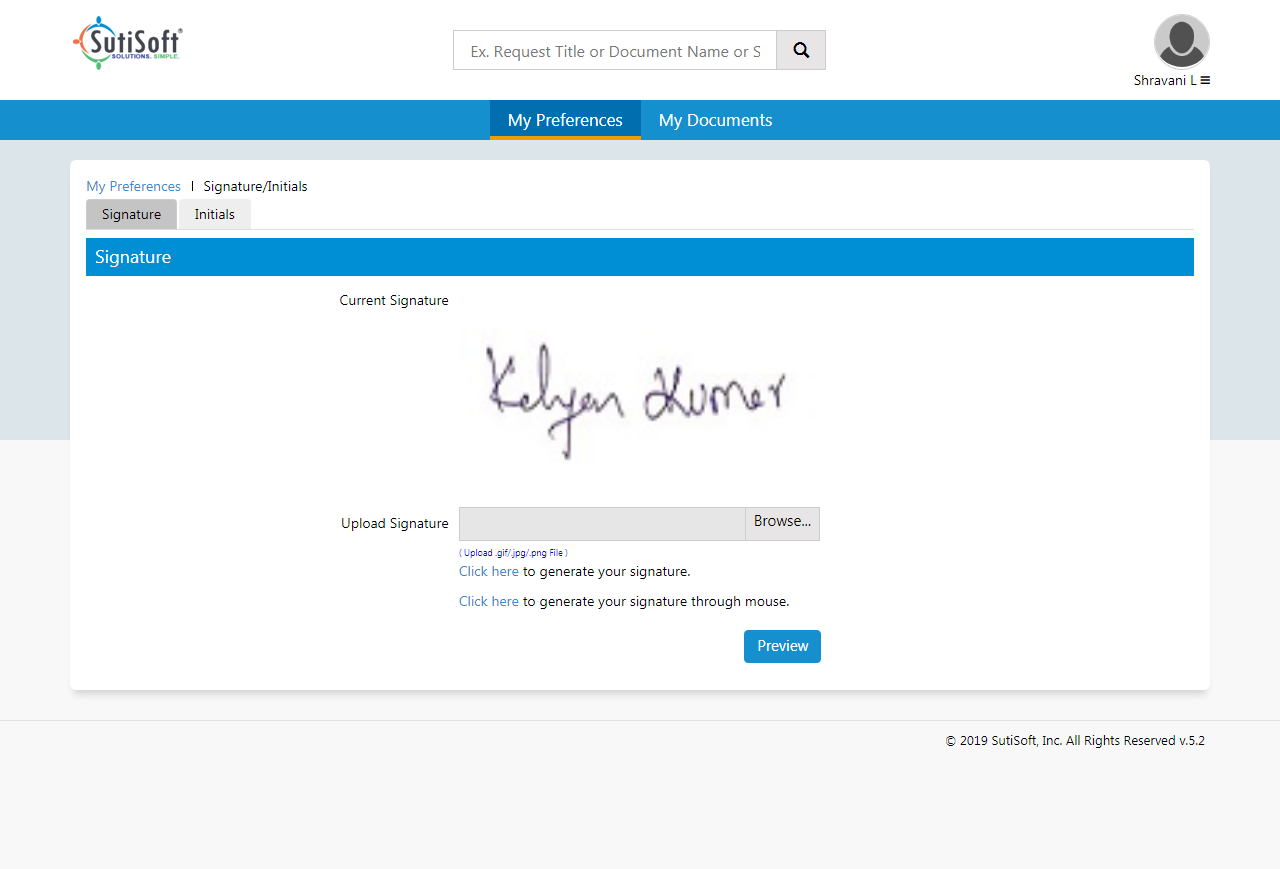 SutiSoft®
SOLUTIONS. SIMPLE.
Ex. Request Title or Document Name or S
Shravani L
My Preferences My Documents
My Preferences I Signature/Initials
Signature Initials
Signature
Current Signature
Kalyan Kumar
Upload Signature Browse...
( Upload .gif/.jpg/.png File )
Click here to generate your signature.
Click here to generate your signature through mouse.
Preview
© 2019 SutiSoft, Inc. All Rights Reserved v.5.2